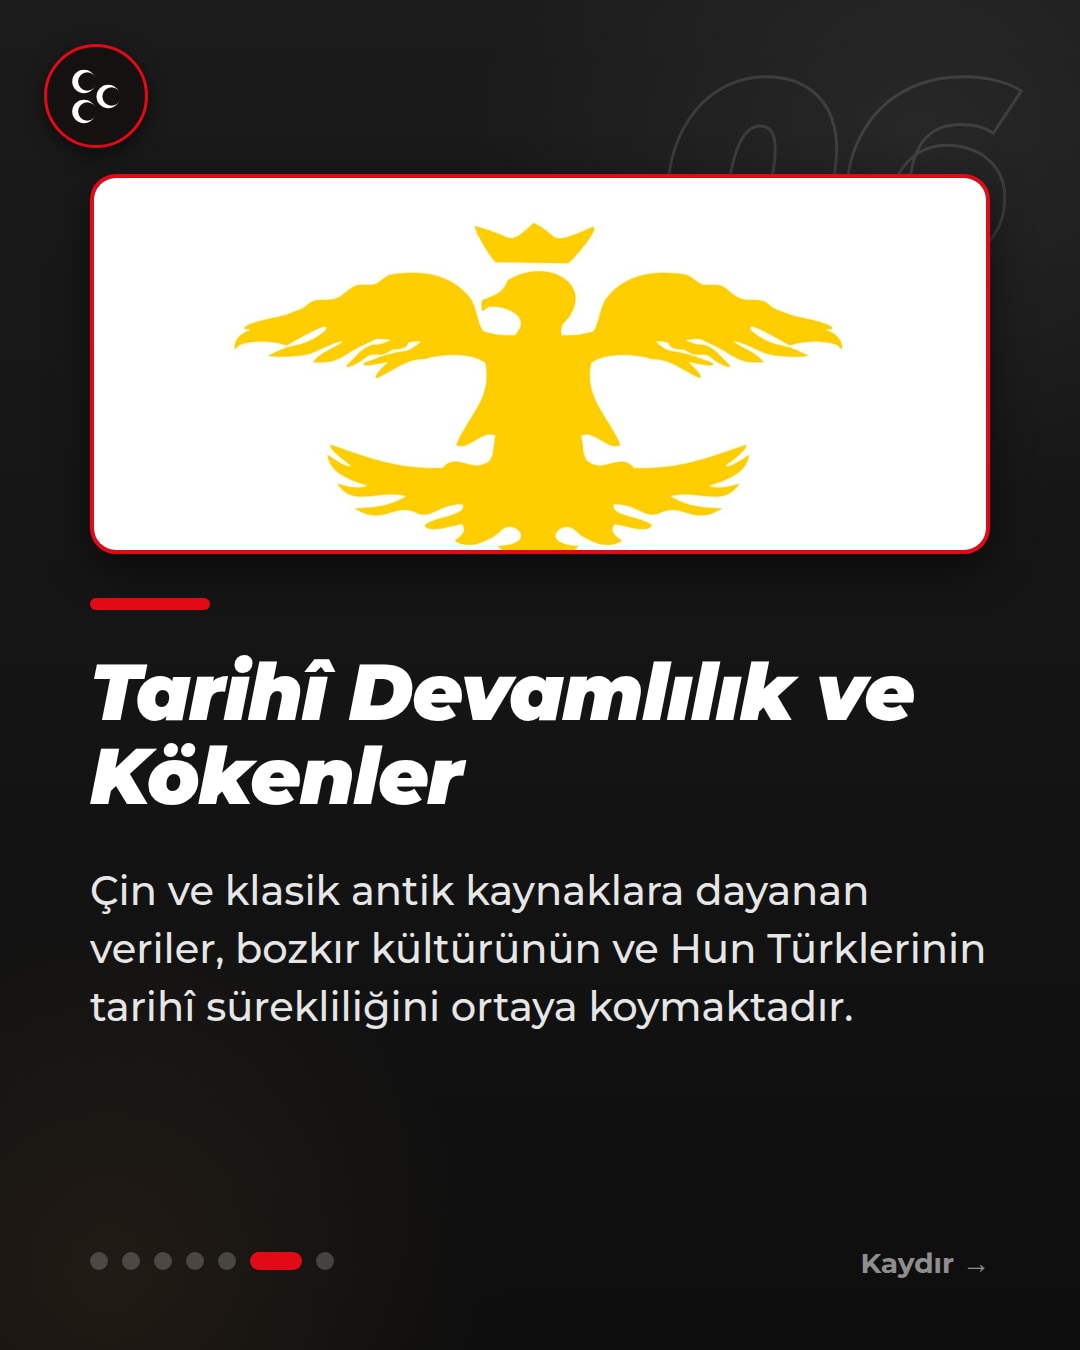 06
Tarihî Devamlılık ve
Kökenler
Çin ve klasik antik kaynaklara dayanan
veriler, bozkır kültürünün ve Hun Türklerinin
tarihî sürekliliğini ortaya koymaktadır.
Kaydır →